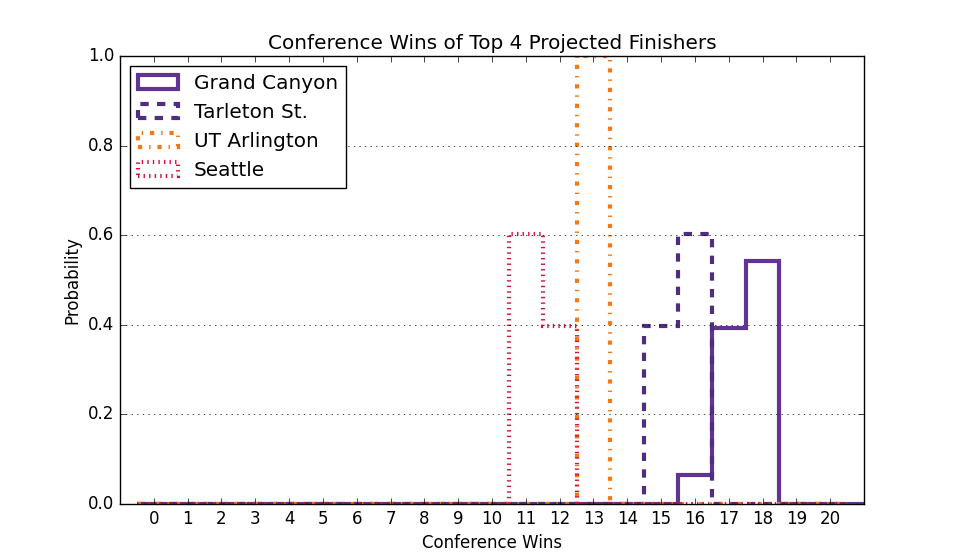 Conference Wins of Top 4 Projected Finishers
Grand Canyon
Tarleton St.
UT Arlington
Seattle
Probability
1.0
0.8
0.6
0.4
0.2
0.0
0 1 2 3 4 5 6 7 8 9 10 11 12 13 14 15 16 17 18 19 20
Conference Wins